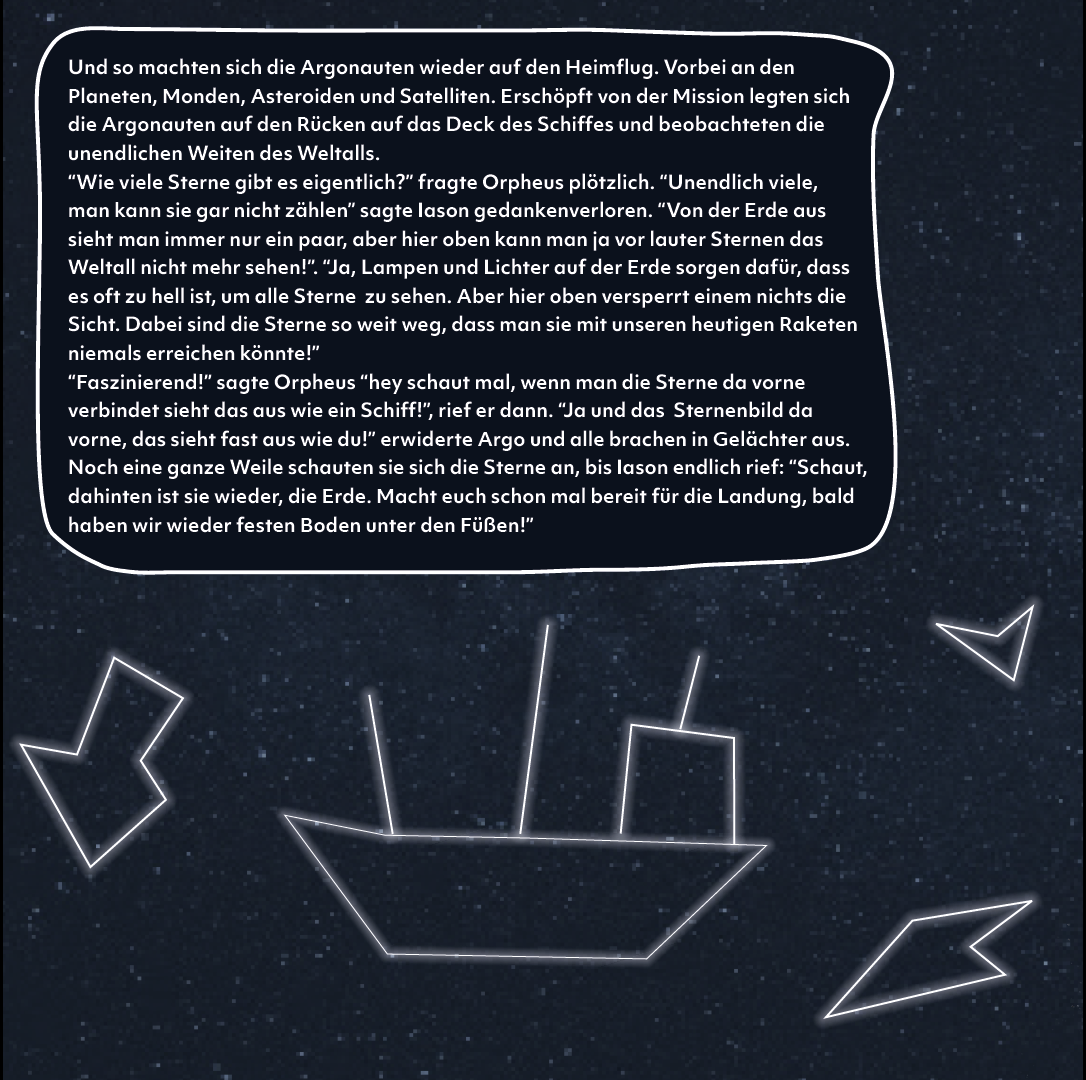 Und so machten sich die Argonauten wieder auf den Heimflug. Vorbei an den
Planeten, Monden, Asteroiden und Satelliten. Erschöpft von der Mission legten sich
die Argonauten auf den Rücken auf das Deck des Schiffes und beobachteten die
unendlichen Weiten des Weltalls.
“Wie viele Sterne gibt es eigentlich?” fragte Orpheus plötzlich. “Unendlich viele,
man kann sie gar nicht zählen” sagte Iason gedankenverloren. “Von der Erde aus
sieht man immer nur ein paar, aber hier oben kann man ja vor lauter Sternen das
Weltall nicht mehr sehen!”. “Ja, Lampen und Lichter auf der Erde sorgen dafür, dass
es oft zu hell ist, um alle Sterne  zu sehen. Aber hier oben versperrt einem nichts die
Sicht. Dabei sind die Sterne so weit weg, dass man sie mit unseren heutigen Raketen
niemals erreichen könnte!”
“Faszinierend!” sagte Orpheus “hey schaut mal, wenn man die Sterne da vorne
verbindet sieht das aus wie ein Schiff!”, rief er dann. “Ja und das  Sternenbild da
vorne, das sieht fast aus wie du!” erwiderte Argo und alle brachen in Gelächter aus.
Noch eine ganze Weile schauten sie sich die Sterne an, bis Iason endlich rief: “Schaut,
dahinten ist sie wieder, die Erde. Macht euch schon mal bereit für die Landung, bald
haben wir wieder festen Boden unter den Füßen!”